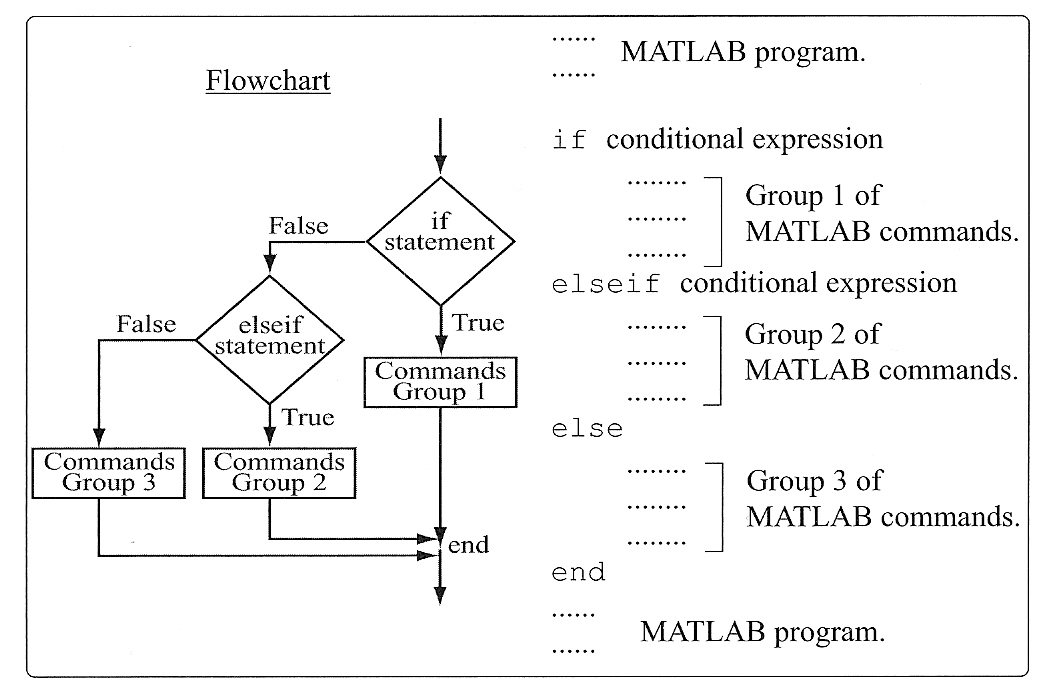 Flowchart
if
statement
False
True
elseif
statement
False
True
Commands
Group 1
Commands
Group 3
Commands
Group 2
end
......
...... MATLAB program.
if conditional expression
........
........ Group 1 of
........ MATLAB commands.
elseif conditional expression
........
........ Group 2 of
........ MATLAB commands.
else
........
........ Group 3 of
........ MATLAB commands.
end
......
...... MATLAB program.